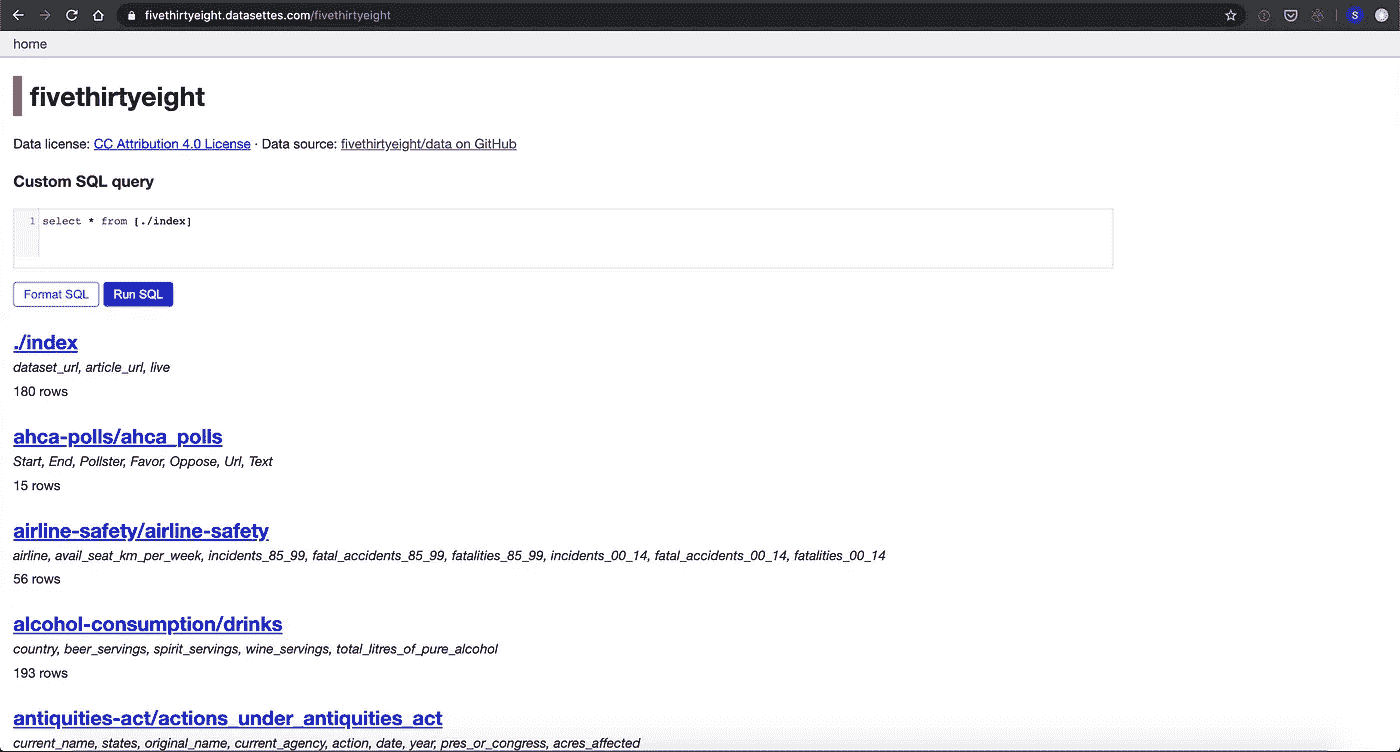 fivethirtyeight.datasettes.com/fivethirtyeight
S
home
fivethirtyeight
Data license: CC Attribution 4.0 License · Data source: fivethirtyeight/data on GitHub
Custom SQL query
1 select * from [./index]
Format SQL Run SQL
./index
dataset_url, article_url, live
180 rows
ahca-polls/ahca_polls
Start, End, Pollster, Favor, Oppose, Url, Text
15 rows
airline-safety/airline-safety
airline, avail_seat_km_per_week, incidents_85_99, fatal_accidents_85_99, fatalities_85_99, incidents_00_14, fatal_accidents_00_14, fatalities_00_14
56 rows
alcohol-consumption/drinks
country, beer_servings, spirit_servings, wine_servings, total_litres_of_pure_alcohol
193 rows
antiquities-act/actions_under_antiquities_act
current_name, states, original_name, current_agency, action, date, year, pres_or_congress, acres_affected